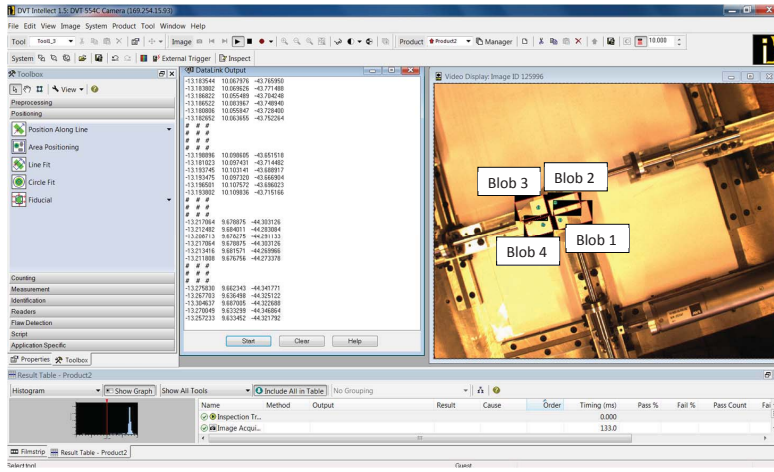 DVT Intellect 1.5: DVT 554C Camera (169.254.15.93)
File Edit View Image System Product Tool Window Help
Tool Tool1_3 Image Product Product2 Manager 10.000
System External Trigger Inspect
Toolbox
View
Preprocessing
Positioning
Position Along Line
Area Positioning
Line Fit
Circle Fit
Fiducial
Counting
Measurement
Identification
Readers
Flaw Detection
Script
Application Specific
Properties Toolbox
DataLink Output
-13.183544 10.067976 -43.765950
-13.183802 10.069626 -43.771488
-13.186822 10.055489 -43.704248
-13.186522 10.083967 -43.748940
-13.180806 10.055847 -43.728400
-13.182652 10.063655 -43.752264
# # #
# # #
# # #
# # #
-13.198896 10.098605 -43.651518
-13.181023 10.097431 -43.714482
-13.193745 10.103141 -43.688917
-13.193475 10.097320 -43.666904
-13.196501 10.107572 -43.696023
-13.193802 10.109836 -43.715166
# # #
# # #
# # #
-13.217064 9.678875 -44.303126
-13.212482 9.684011 -44.283084
-13.206713 9.676275 -44.291133
-13.217064 9.678875 -44.303126
-13.213416 9.681571 -44.269966
-13.211808 9.676756 -44.273378
# # #
# # #
# # #
-13.275830 9.662343 -44.341771
-13.267703 9.636498 -44.325122
-13.304637 9.687005 -44.322688
-13.270049 9.633299 -44.346864
-13.257233 9.633452 -44.321792
Start Clear Help
Video Display: Image ID 125996
Blob 3
Blob 2
Blob 4
Blob 1
Result Table - Product2
Histogram Show Graph Show All Tools Include All in Table No Grouping
Name Method Output Result Cause Order Timing (ms) Pass % Fail % Pass Count Fai
Inspection Tr... 0.000
Image Acqui... 133.0
Filmstrip Result Table - Product2
Select tool Guest